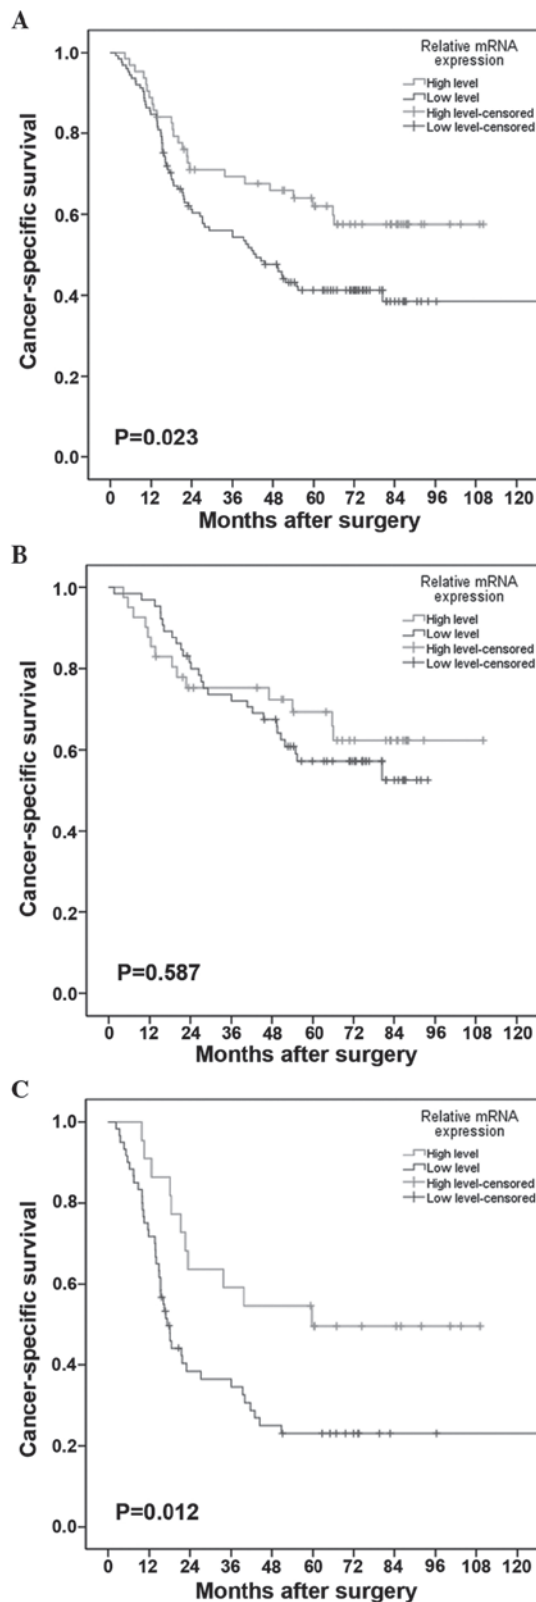 A
Relative mRNA
expression
High level
Low level
High level-censored
Low level-censored
1.0
0.8
0.6
0.4
0.2
0.0
Cancer-specific survival
P=0.023
0 12 24 36 48 60 72 84 96 108 120
Months after surgery
B
Relative mRNA
expression
High level
Low level
High level-censored
Low level-censored
1.0
0.8
0.6
0.4
0.2
0.0
Cancer-specific survival
P=0.587
0 12 24 36 48 60 72 84 96 108 120
Months after surgery
C
Relative mRNA
expression
High level
Low level
High level-censored
Low level-censored
1.0
0.8
0.6
0.4
0.2
0.0
Cancer-specific survival
P=0.012
0 12 24 36 48 60 72 84 96 108 120
Months after surgery